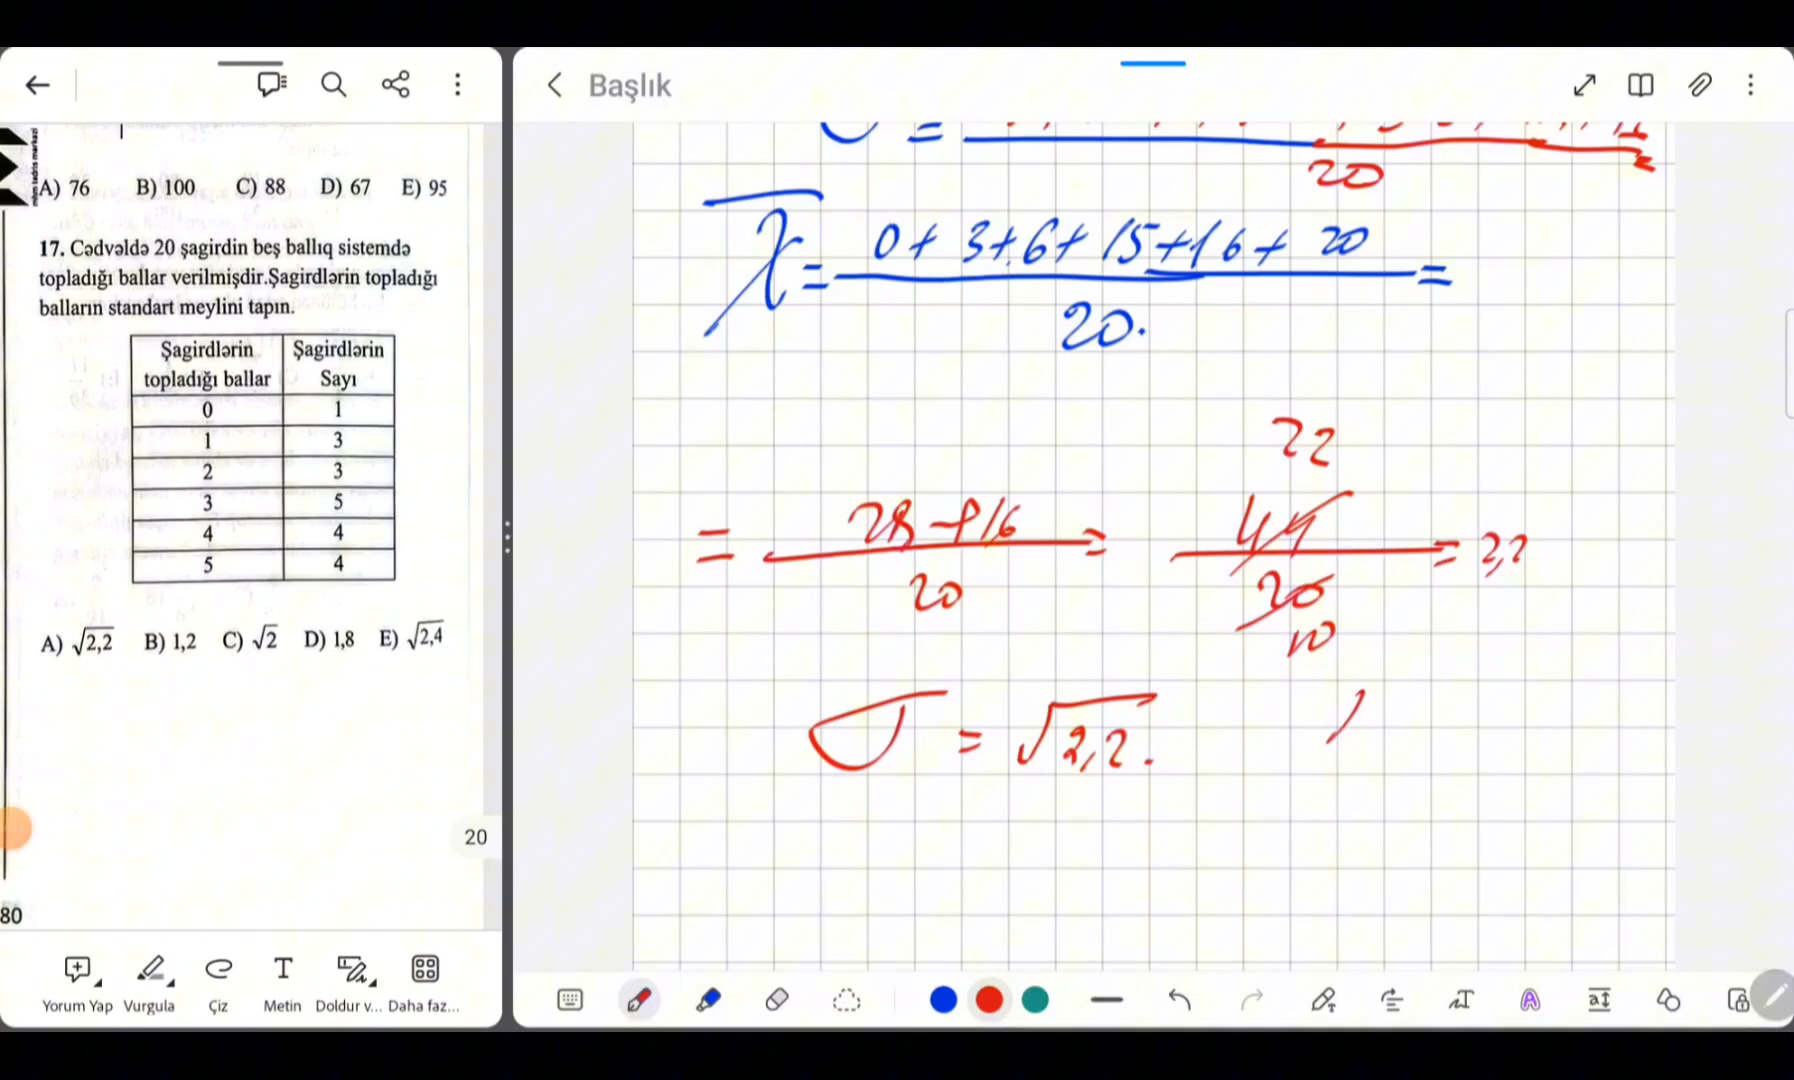 Başlık
A) 76 B) 100 C) 88 D) 67 E) 95
17. Cədvəldə 20 şagirdin beş ballıq sistemdə
topladığı ballar verilmişdir.Şagirdlərin topladığı
balların standart meylini tapın.
Şagirdlərin topladığı ballar Şagirdlərin Sayı
0 1
1 3
2 3
3 5
4 4
5 4
A) √2,2 B) 1,2 C) √2 D) 1,8 E) √2,4
20
80
Yorum Yap Vurgula Çiz Metin Doldur v... Daha faz...
=
20
x̄ = 0 + 3 + 6 + 15 + 16 + 20 =
20.
22
= 28 + 16 = 44 = 2,2
20 20
10
σ = √2,2.